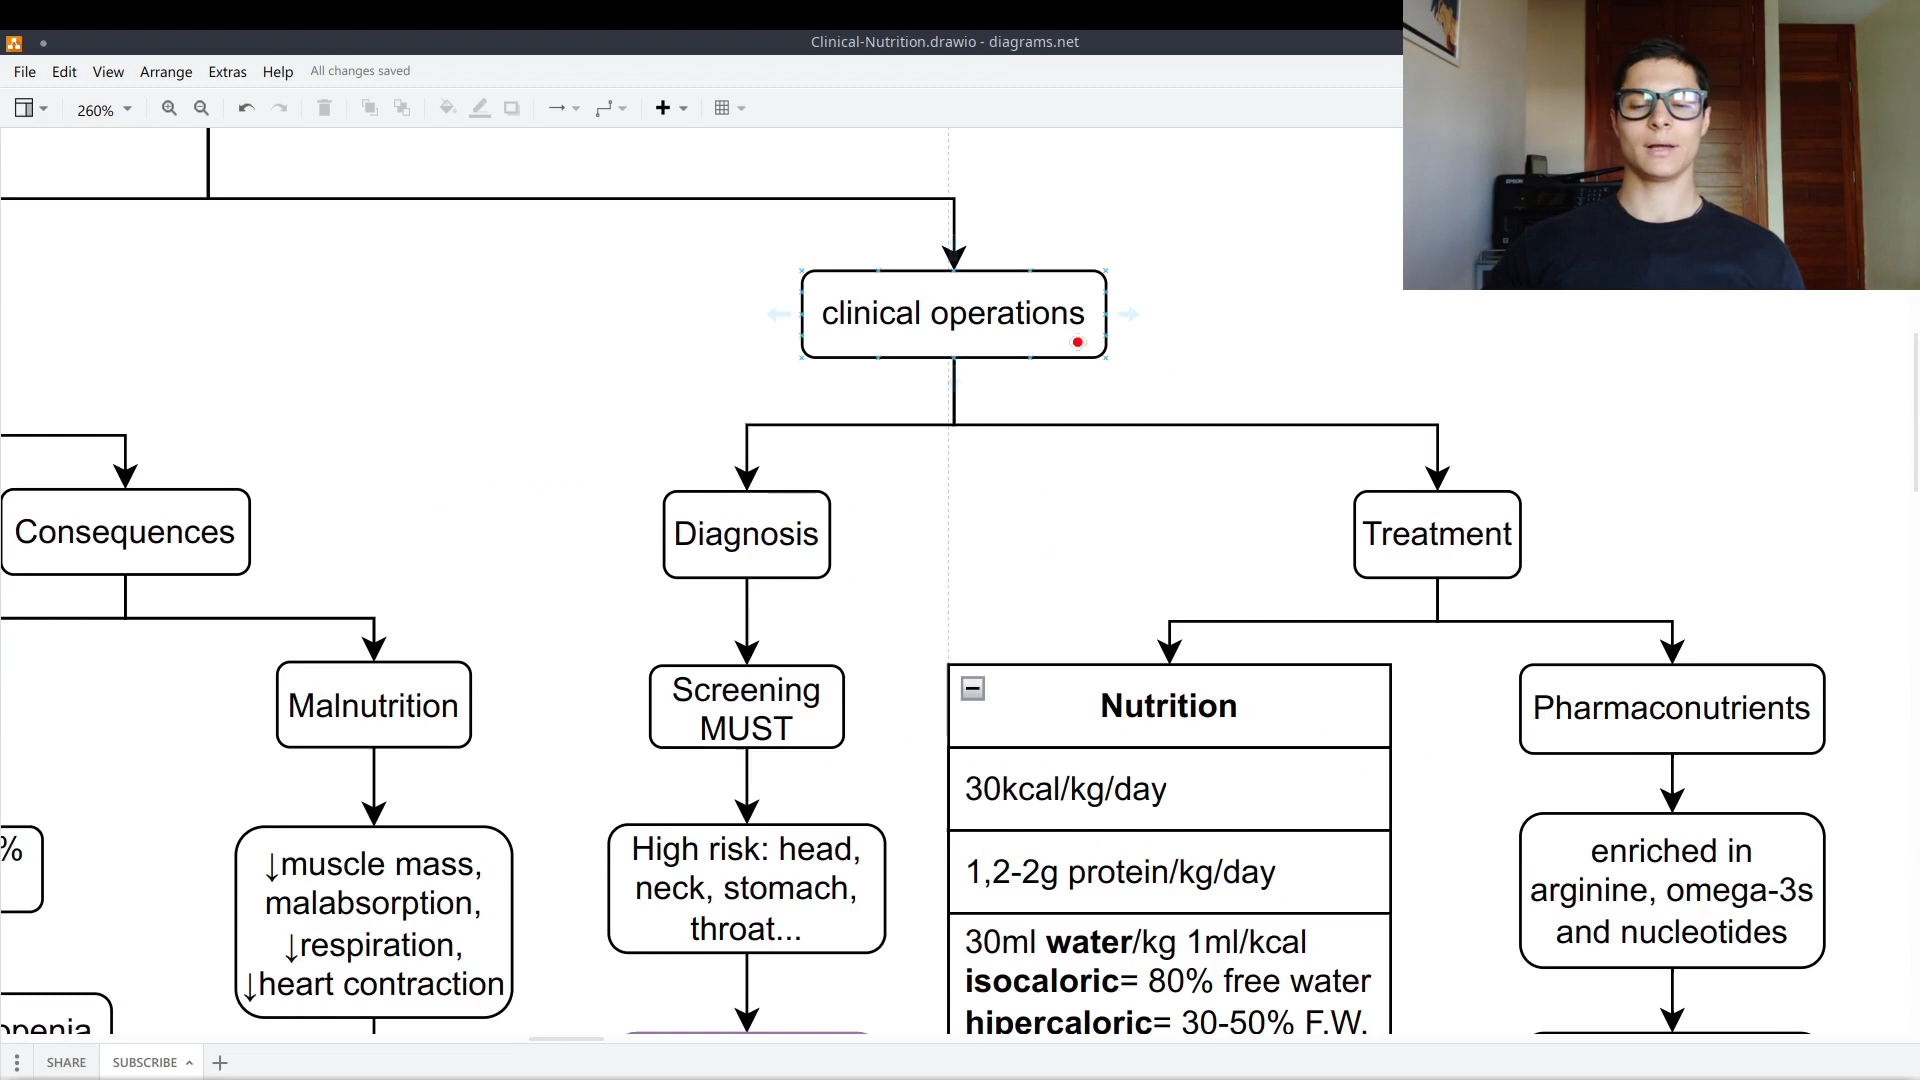 Clinical-Nutrition.drawio - diagrams.net
File Edit View Arrange Extras Help All changes saved
260%
EPSON
clinical operations
Consequences
Diagnosis
Treatment
Malnutrition
Screening
MUST
Nutrition
Pharmaconutrients
↓muscle mass,
malabsorption,
↓respiration,
↓heart contraction
High risk: head,
neck, stomach,
throat...
30kcal/kg/day
1,2-2g protein/kg/day
30ml water/kg 1ml/kcal
isocaloric= 80% free water
hipercaloric= 30-50% F.W.
enriched in
arginine, omega-3s
and nucleotides
%
openia
SHARE SUBSCRIBE